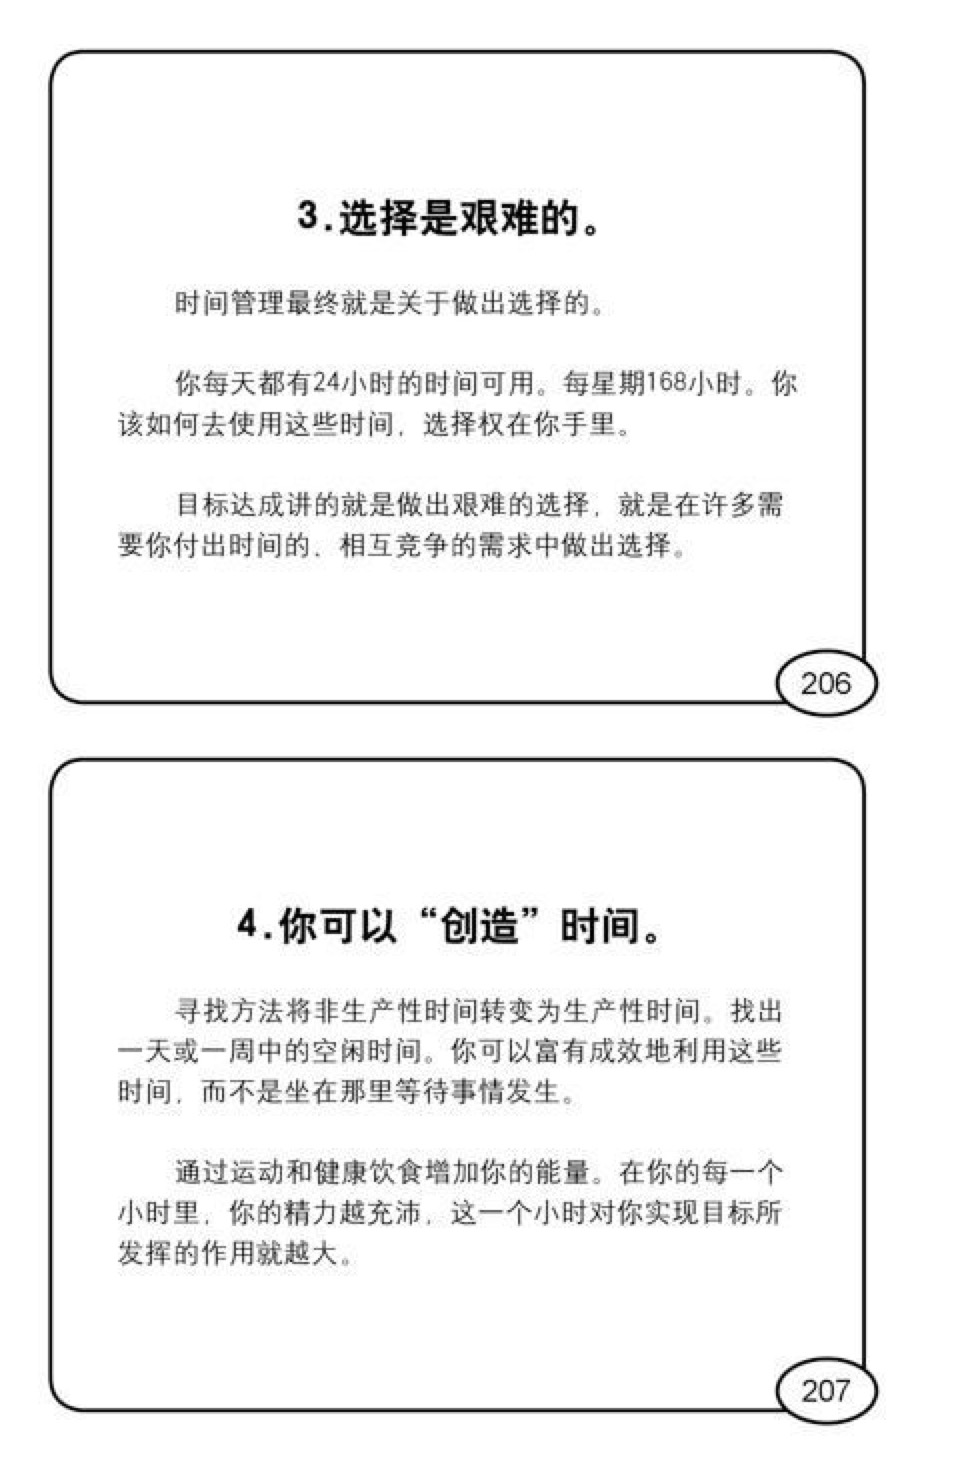 3.选择是艰难的。
时间管理最终就是关于做出选择的。
你每天都有24小时的时间可用。每星期168小时。你
该如何去使用这些时间，选择权在你手里。
目标达成讲的就是做出艰难的选择，就是在许多需
要你付出时间的、相互竞争的需求中做出选择。
206
4.你可以“创造”时间。
寻找方法将非生产性时间转变为生产性时间。找出
一天或一周中的空闲时间。你可以富有成效地利用这些
时间，而不是坐在那里等待事情发生。
通过运动和健康饮食增加你的能量。在你的每一个
小时里，你的精力越充沛，这一个小时对你实现目标所
发挥的作用就越大。
207